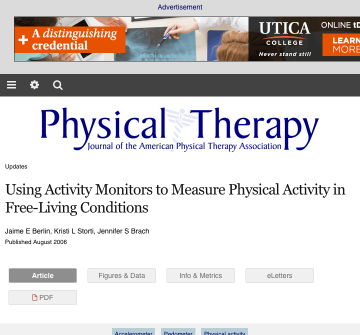 Advertisement
A distinguishing
credential
UTICA
COLLEGE
Never stand still
ONLINE
LEARN
MORE
Physical Therapy
Journal of the American Physical Therapy Association
Updates
Using Activity Monitors to Measure Physical Activity in
Free-Living Conditions
Jaime E Berlin, Kristi L Storti, Jennifer S Brach
Published August 2006
Article
Figures & Data
Info & Metrics
eLetters
PDF
Accelerometer
Pedometer
Physical activity